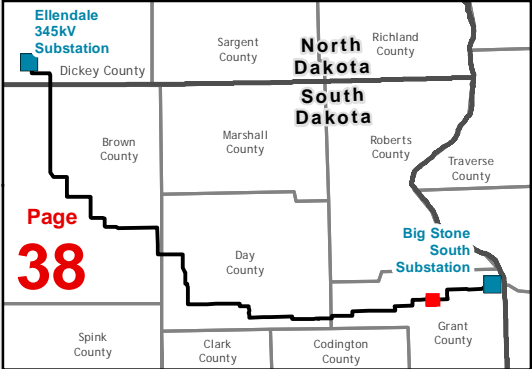 Ellendale
345kV
Substation
Dickey County
Sargent
County
North
Dakota
Richland
County
South
Dakota
Brown
County
Marshall
County
Roberts
County
Traverse
County
Page
38
Day
County
Big Stone
South
Substation
Spink
County
Clark
County
Codington
County
Grant
County